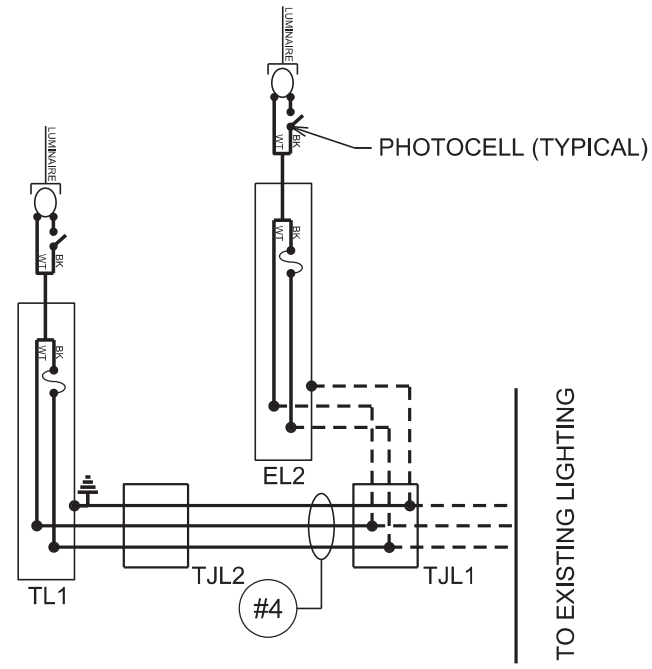 LUMINAIRE
PHOTOCELL (TYPICAL)
WT
BK
LUMINAIRE
WT
BK
WT
BK
WT
BK
EL2
TO EXISTING LIGHTING
TJL2
TJL1
TL1
#4